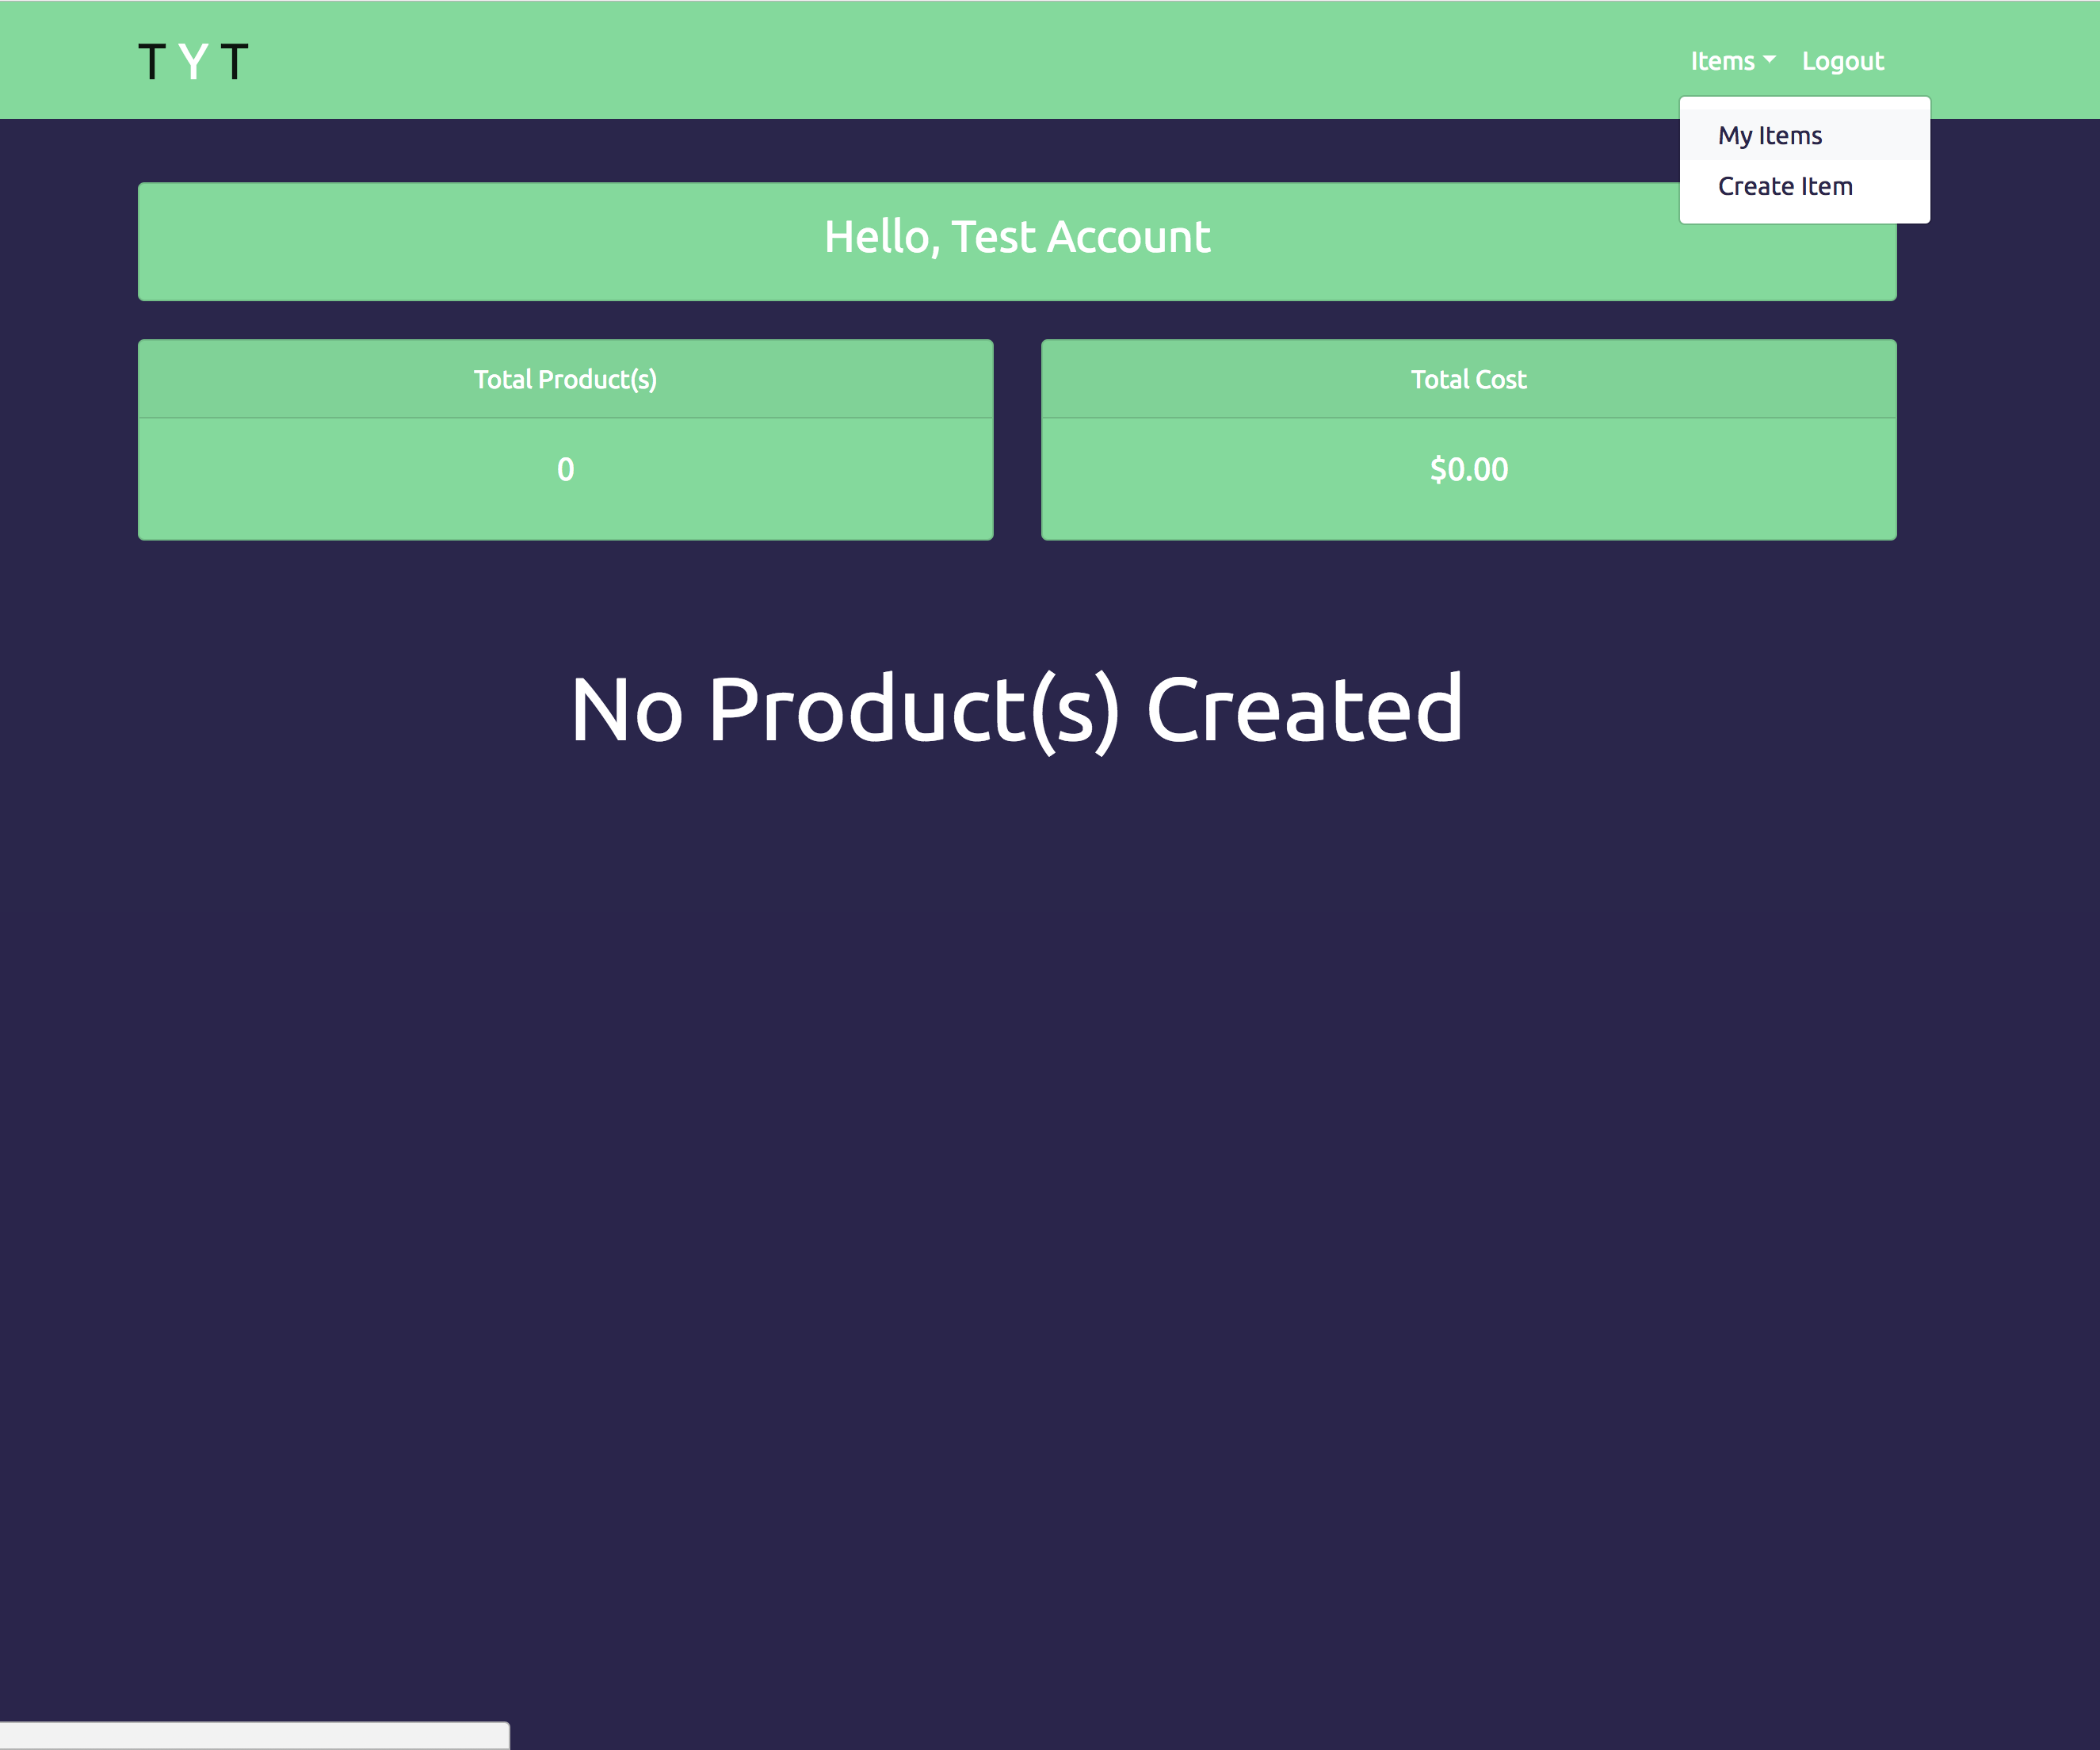 T Y T
Items Logout
My Items
Create Item
Hello, Test Account
Total Product(s)
0
Total Cost
$0.00
No Product(s) Created